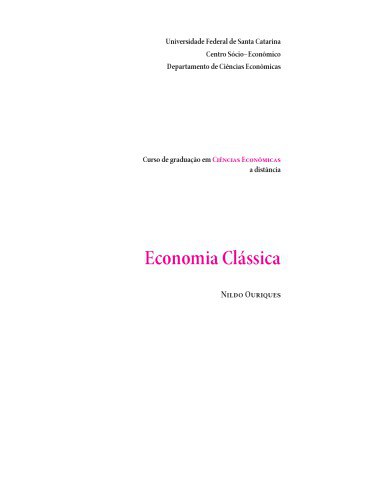 Universidade Federal de Santa Catarina
Centro Sócio–Econômico
Departamento de Ciências Econômicas
Curso de graduação em Ciências Econômicas
a distância
Economia Clássica
Nildo Ouriques